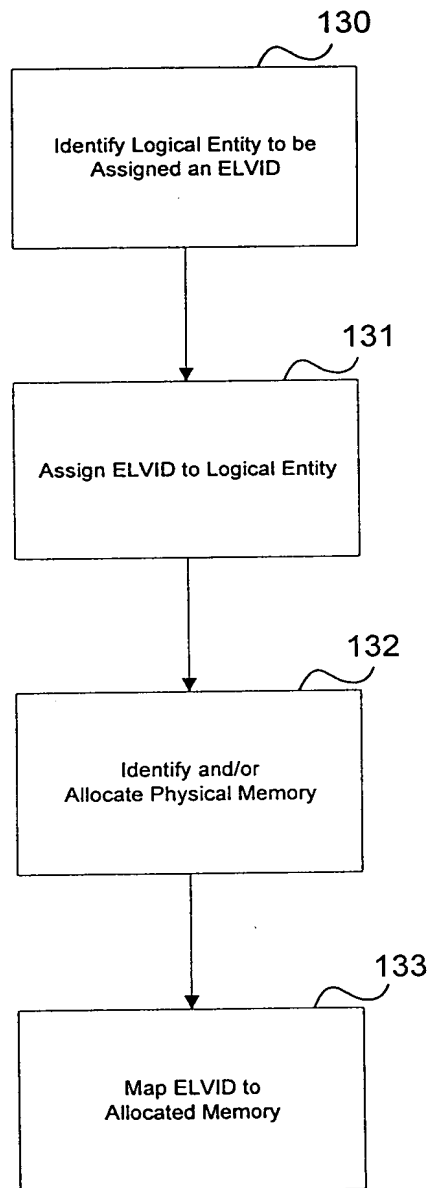 130
Identify Logical Entity to be
Assigned an ELVID
131
Assign ELVID to Logical Entity
132
Identify and/or
Allocate Physical Memory
133
Map ELVID to
Allocated Memory